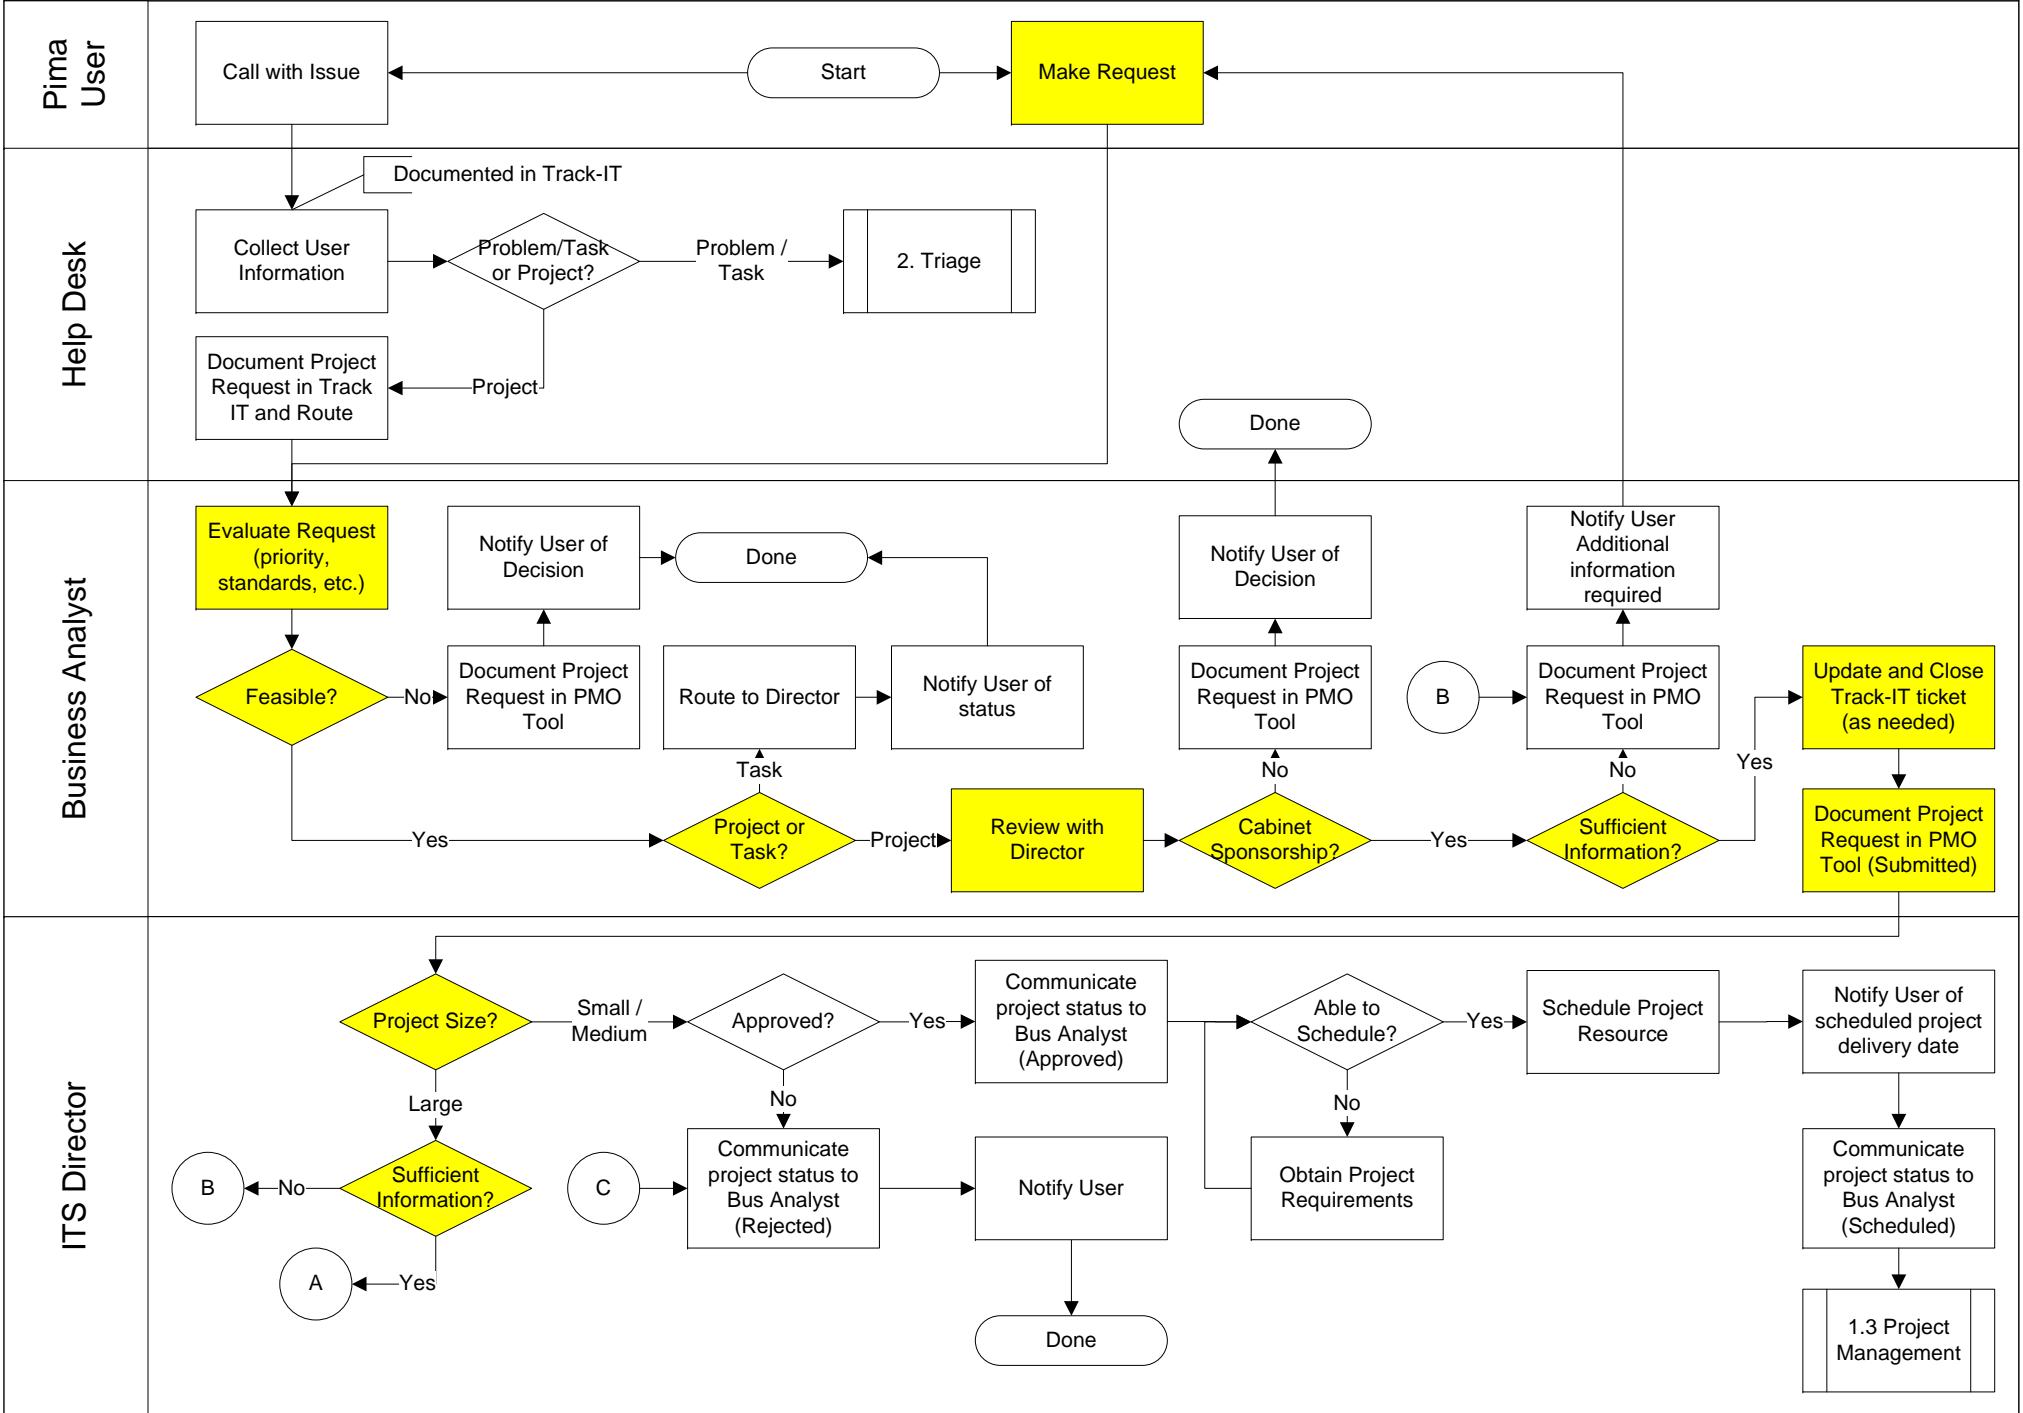 Pima
User
Call with Issue
Start
Make Request
Help Desk
Documented in Track-IT
Collect User
Information
Problem/Task
or Project?
Problem /
Task
2. Triage
Document Project
Request in Track
IT and Route
Project
Done
Business Analyst
Evaluate Request
(priority,
standards, etc.)
Notify User of
Decision
Done
Notify User of
Decision
Notify User
Additional
information
required
Feasible?
No
Document Project
Request in PMO
Tool
Route to Director
Notify User of
status
Document Project
Request in PMO
Tool
B
Document Project
Request in PMO
Tool
Update and Close
Track-IT ticket
(as needed)
Task
No
No
Yes
Yes
Project or
Task?
Project
Review with
Director
Cabinet
Sponsorship?
Yes
Sufficient
Information?
Document Project
Request in PMO
Tool (Submitted)
ITS Director
Project Size?
Small /
Medium
Approved?
Yes
Communicate
project status to
Bus Analyst
(Approved)
Able to
Schedule?
Yes
Schedule Project
Resource
Notify User of
scheduled project
delivery date
Large
No
No
B
No
Sufficient
Information?
C
Communicate
project status to
Bus Analyst
(Rejected)
Notify User
Obtain Project
Requirements
Communicate
project status to
Bus Analyst
(Scheduled)
A
Yes
Done
1.3 Project
Management